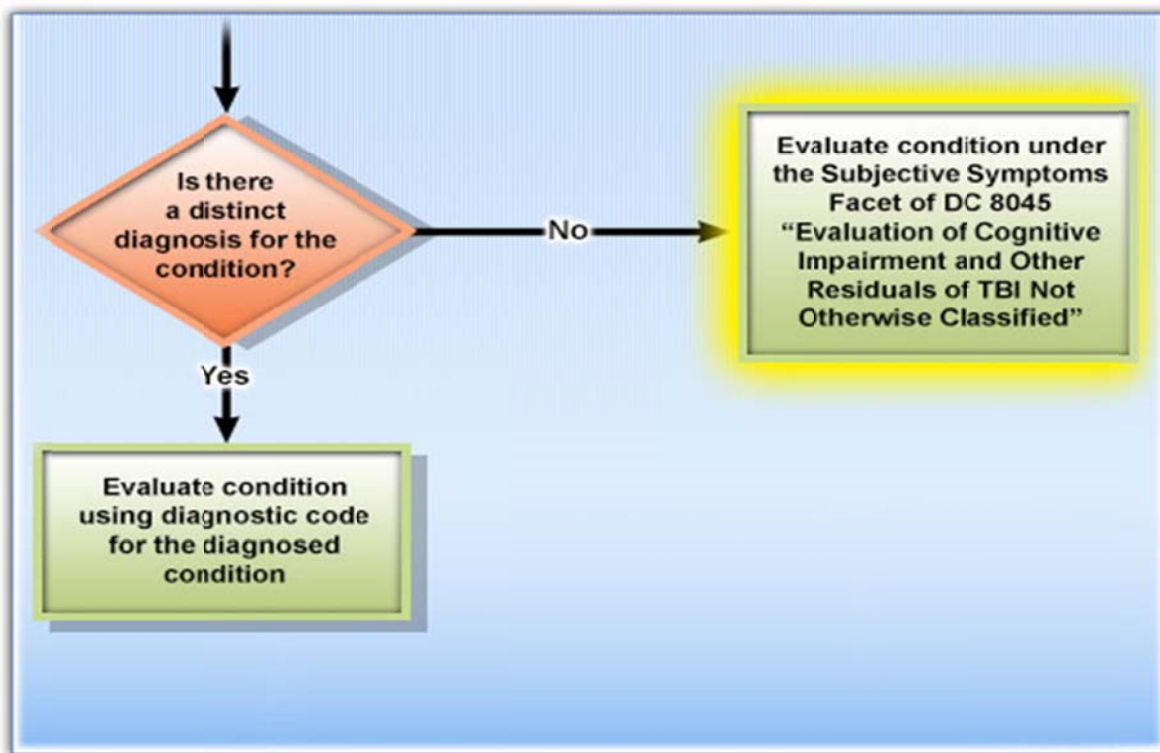 Is there
a distinct
diagnosis for the
condition?
No
Evaluate condition under
the Subjective Symptoms
Facet of DC 8045
“Evaluation of Cognitive
Impairment and Other
Residuals of TBI Not
Otherwise Classified”
Yes
Evaluate condition
using diagnostic code
for the diagnosed
condition